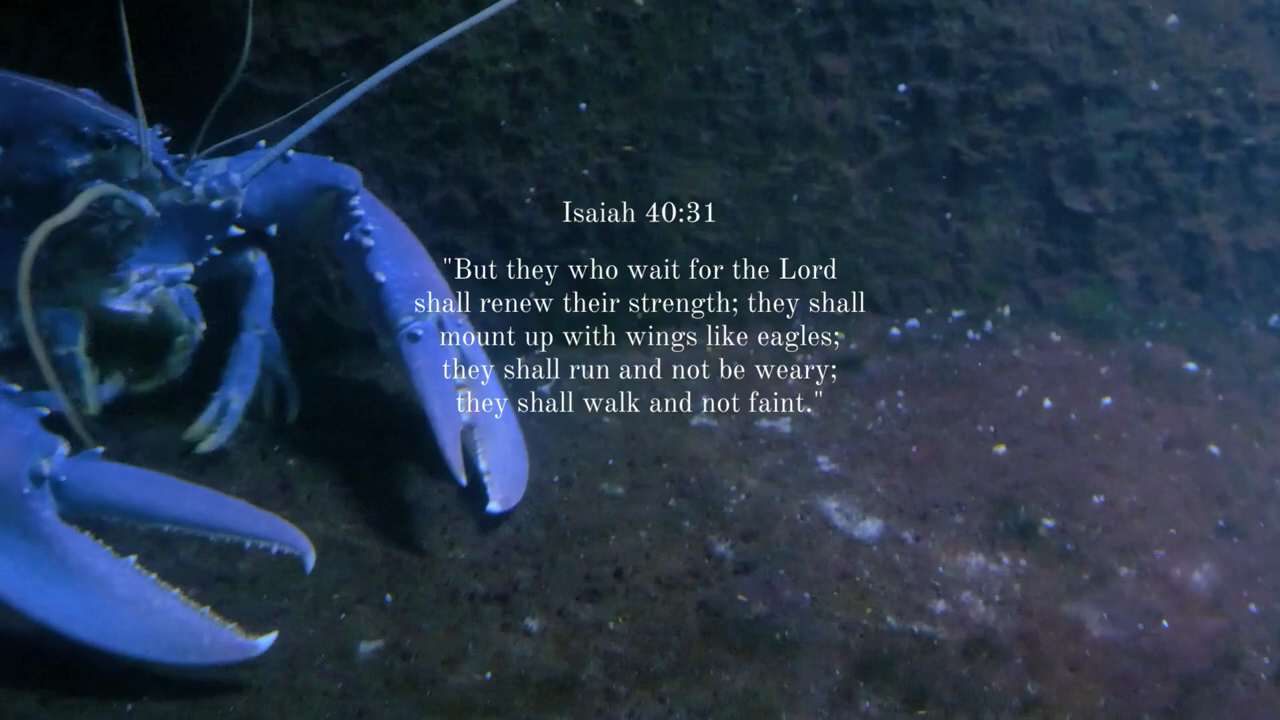 Isaiah 40:31
"But they who wait for the Lord
shall renew their strength; they shall
mount up with wings like eagles;
they shall run and not be weary;
they shall walk and not faint."